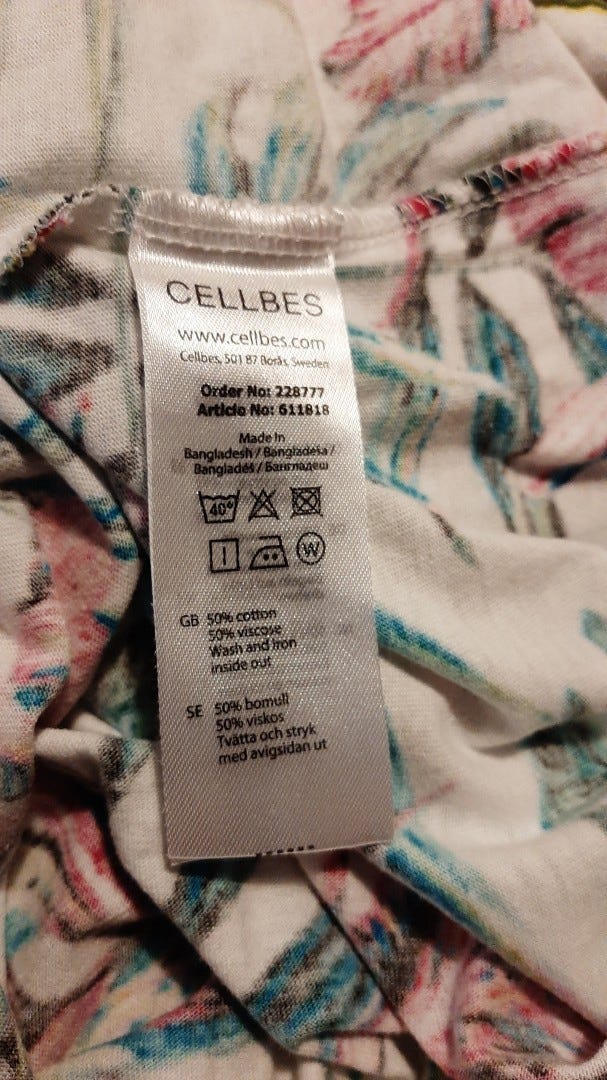 CELLBES
www.cellbes.com
Cellbes, 501 87 Borås, Sweden
Order No: 228777
Article No: 611818
Made in
Bangladesh / Bangladesa /
Bangladéš / Бангладеш
40°
W
GB 50% cotton
50% viscose
Wash and iron
inside out
SE 50% bomull
50% viskos
Tvätta och stryk
med avigsidan ut